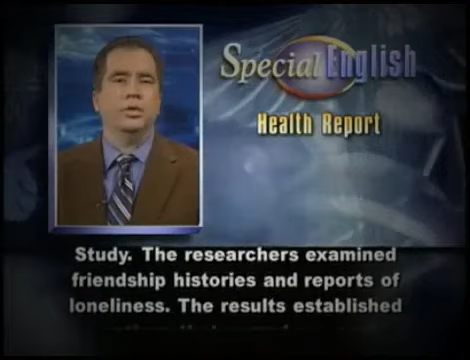 Special English
Health Report
Study. The researchers examined
friendship histories and reports of
loneliness. The results established